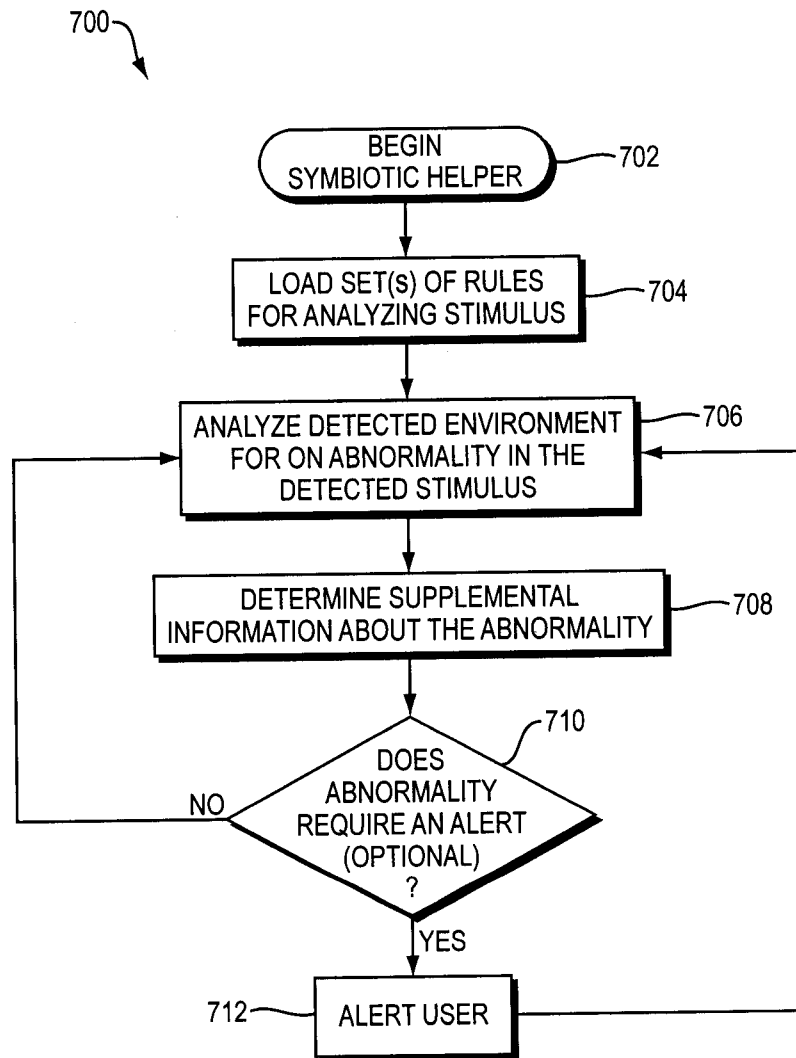 700
BEGIN
SYMBIOTIC HELPER
702
LOAD SET(s) OF RULES
FOR ANALYZING STIMULUS
704
ANALYZE DETECTED ENVIRONMENT
FOR ON ABNORMALITY IN THE
DETECTED STIMULUS
706
DETERMINE SUPPLEMENTAL
INFORMATION ABOUT THE ABNORMALITY
708
710
DOES
ABNORMALITY
REQUIRE AN ALERT
(OPTIONAL)
?
NO
YES
712
ALERT USER